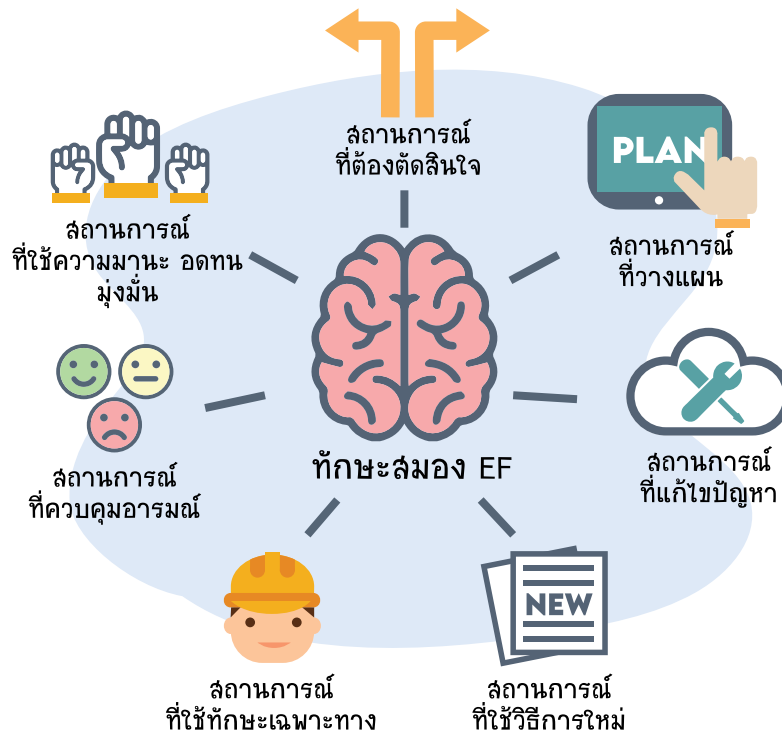 สถานการณ์
ที่ต้องตัดสินใจ
PLAN
สถานการณ์
ที่วางแผน
สถานการณ์
ที่แก้ไขปัญหา
NEW
สถานการณ์
ที่ใช้วิธีการใหม่
สถานการณ์
ที่ใช้ทักษะเฉพาะทาง
สถานการณ์
ที่ควบคุมอารมณ์
สถานการณ์
ที่ใช้ความมานะ อดทน
มุ่งมั่น
ทักษะสมอง EF